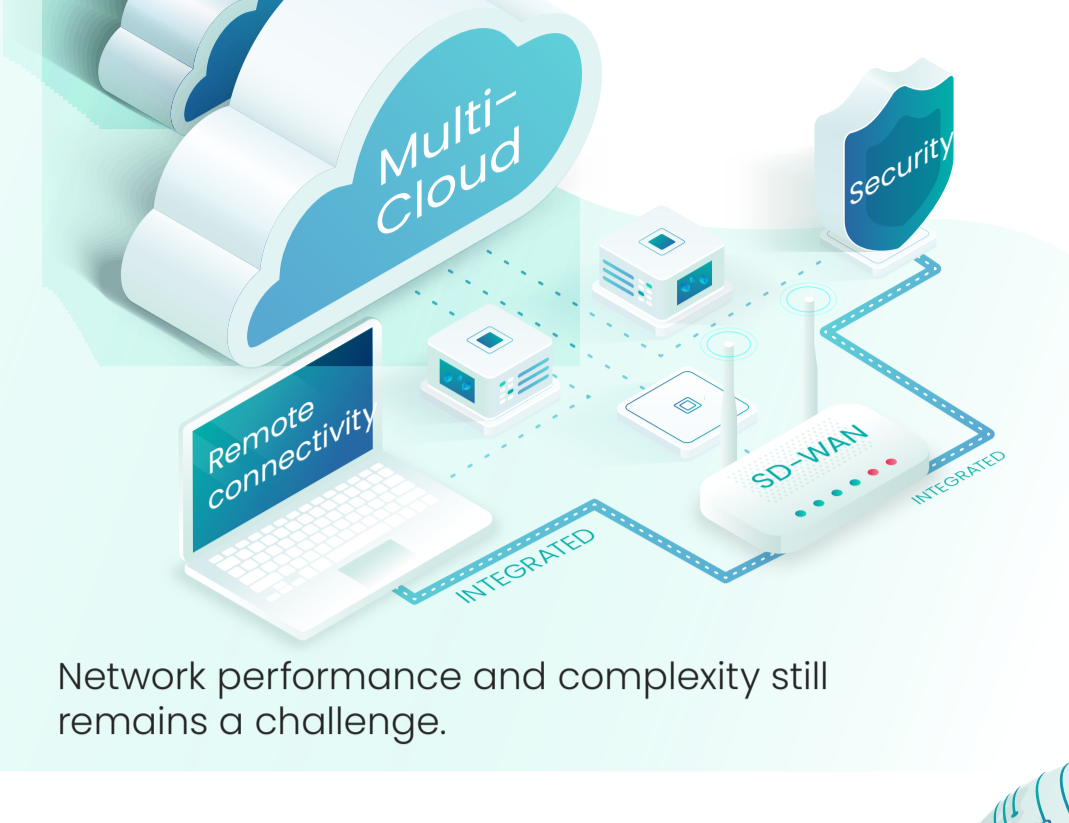 Multi-
Cloud
Security
Remote
connectivity
SD-WAN
INTEGRATED
INTEGRATED
Network performance and complexity still
remains a challenge.